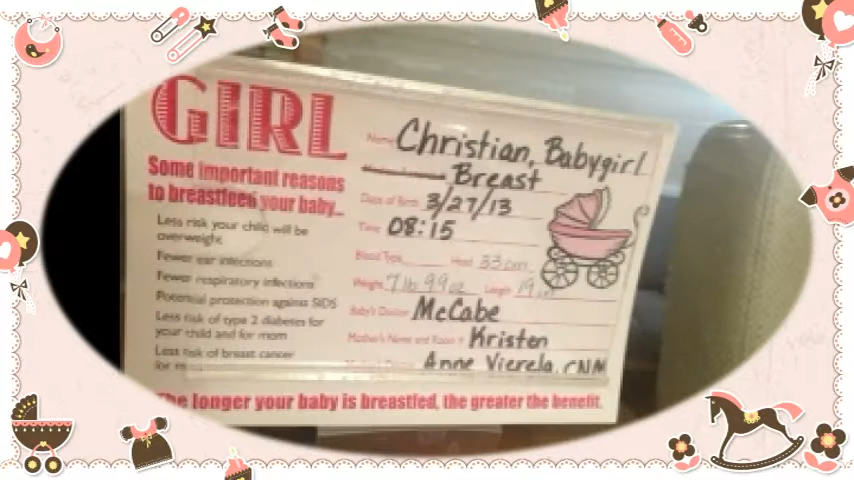 GIRL
Some important reasons
to breastfeed your baby...
Less risk your child will be
overweight
Fewer ear infections
Fewer respiratory infections
Potential protection against SIDS
Less risk of type 2 diabetes for
your child and for mom
Less risk of breast cancer
for
Name Christian, Babygirl
Breast
Date of Birth 3/27/13
Time 08:15
Blood Type Head 33cm
Weight 7lb 99oz Length 19
Baby's Doctor McCabe
Mother's Name and Room # Kristen
Anne Vierela, CNM
The longer your baby is breastfed, the greater the benefit.